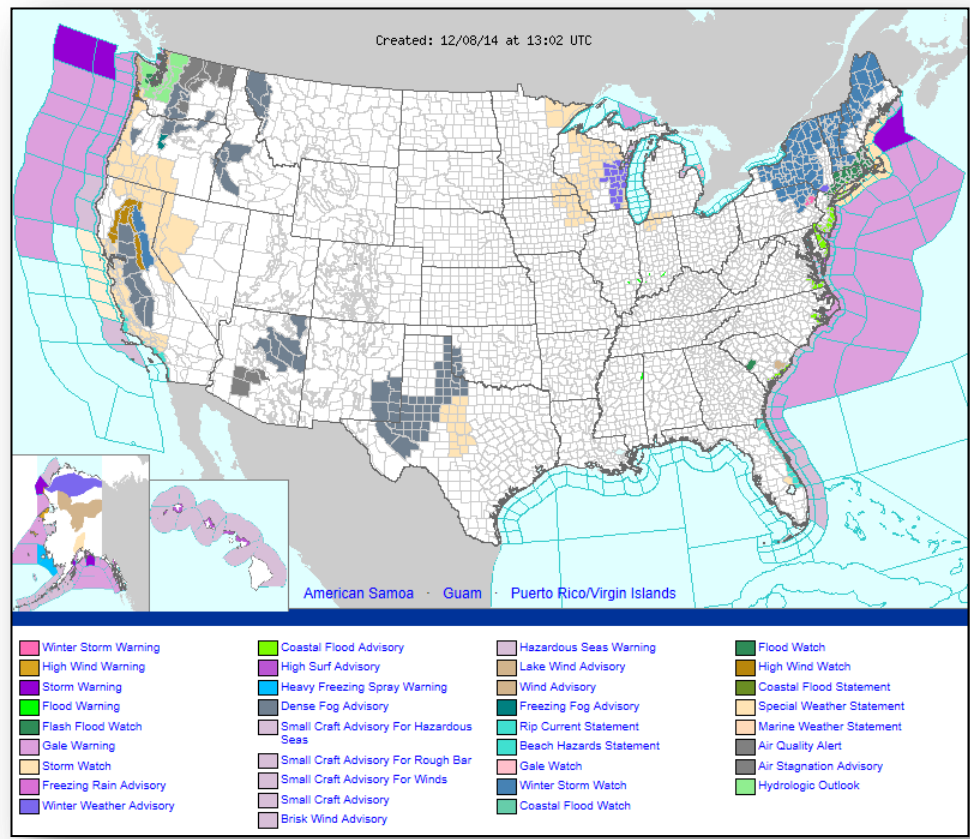 Created: 12/08/14 at 13:02 UTC
American Samoa · Guam · Puerto Rico/Virgin Islands
Winter Storm Warning
High Wind Warning
Storm Warning
Flood Warning
Flash Flood Watch
Gale Warning
Storm Watch
Freezing Rain Advisory
Winter Weather Advisory
Coastal Flood Advisory
High Surf Advisory
Heavy Freezing Spray Warning
Dense Fog Advisory
Small Craft Advisory For Hazardous
Seas
Small Craft Advisory For Rough Bar
Small Craft Advisory For Winds
Small Craft Advisory
Brisk Wind Advisory
Hazardous Seas Warning
Lake Wind Advisory
Wind Advisory
Freezing Fog Advisory
Rip Current Statement
Beach Hazards Statement
Gale Watch
Winter Storm Watch
Coastal Flood Watch
Flood Watch
High Wind Watch
Coastal Flood Statement
Special Weather Statement
Marine Weather Statement
Air Quality Alert
Air Stagnation Advisory
Hydrologic Outlook